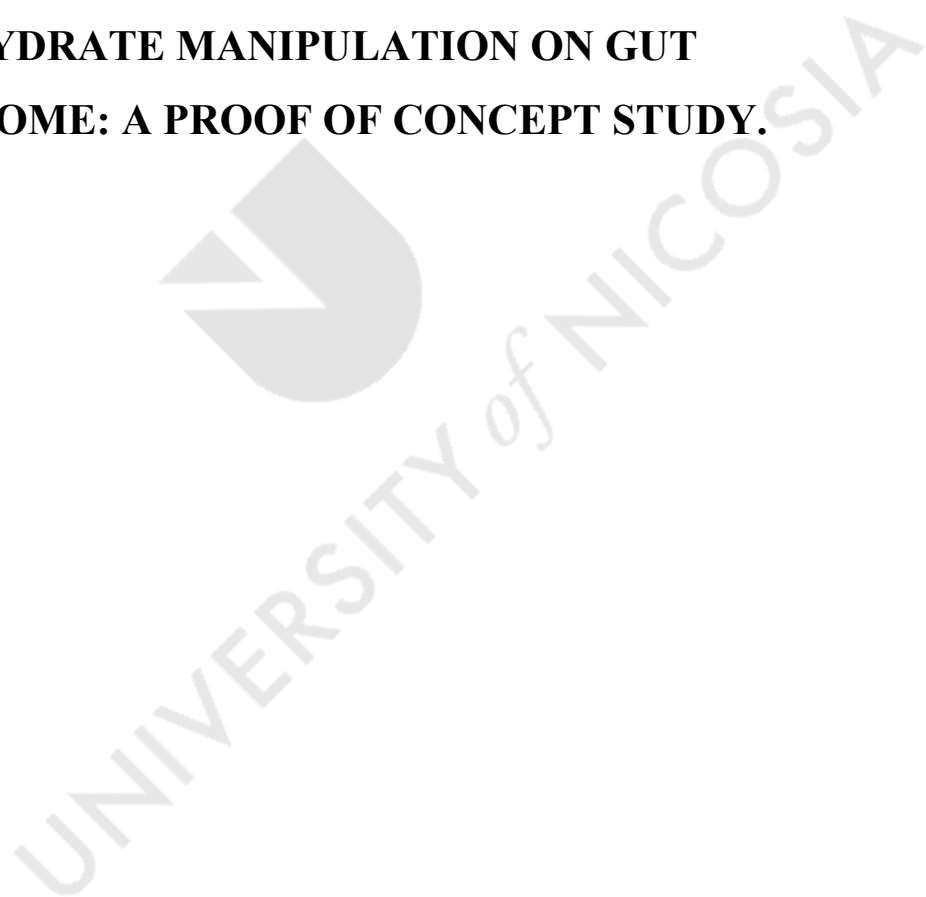 YDRATE MANIPULATION ON GUT
OME: A PROOF OF CONCEPT STUDY.
UNIVERSITY of NICOSIA